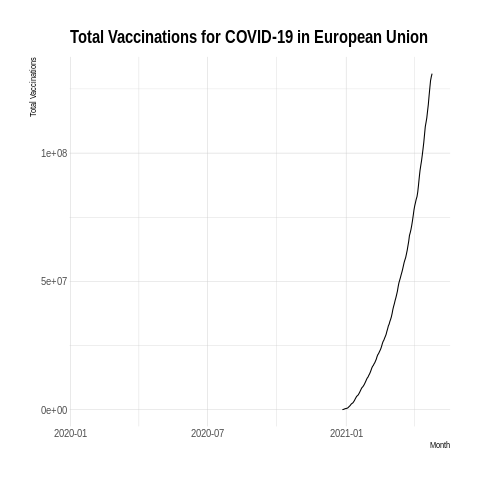 Total Vaccinations for COVID-19 in European Union
Total Vaccinations
1e+08
5e+07
0e+00
2020-01 2020-07 2021-01
Month